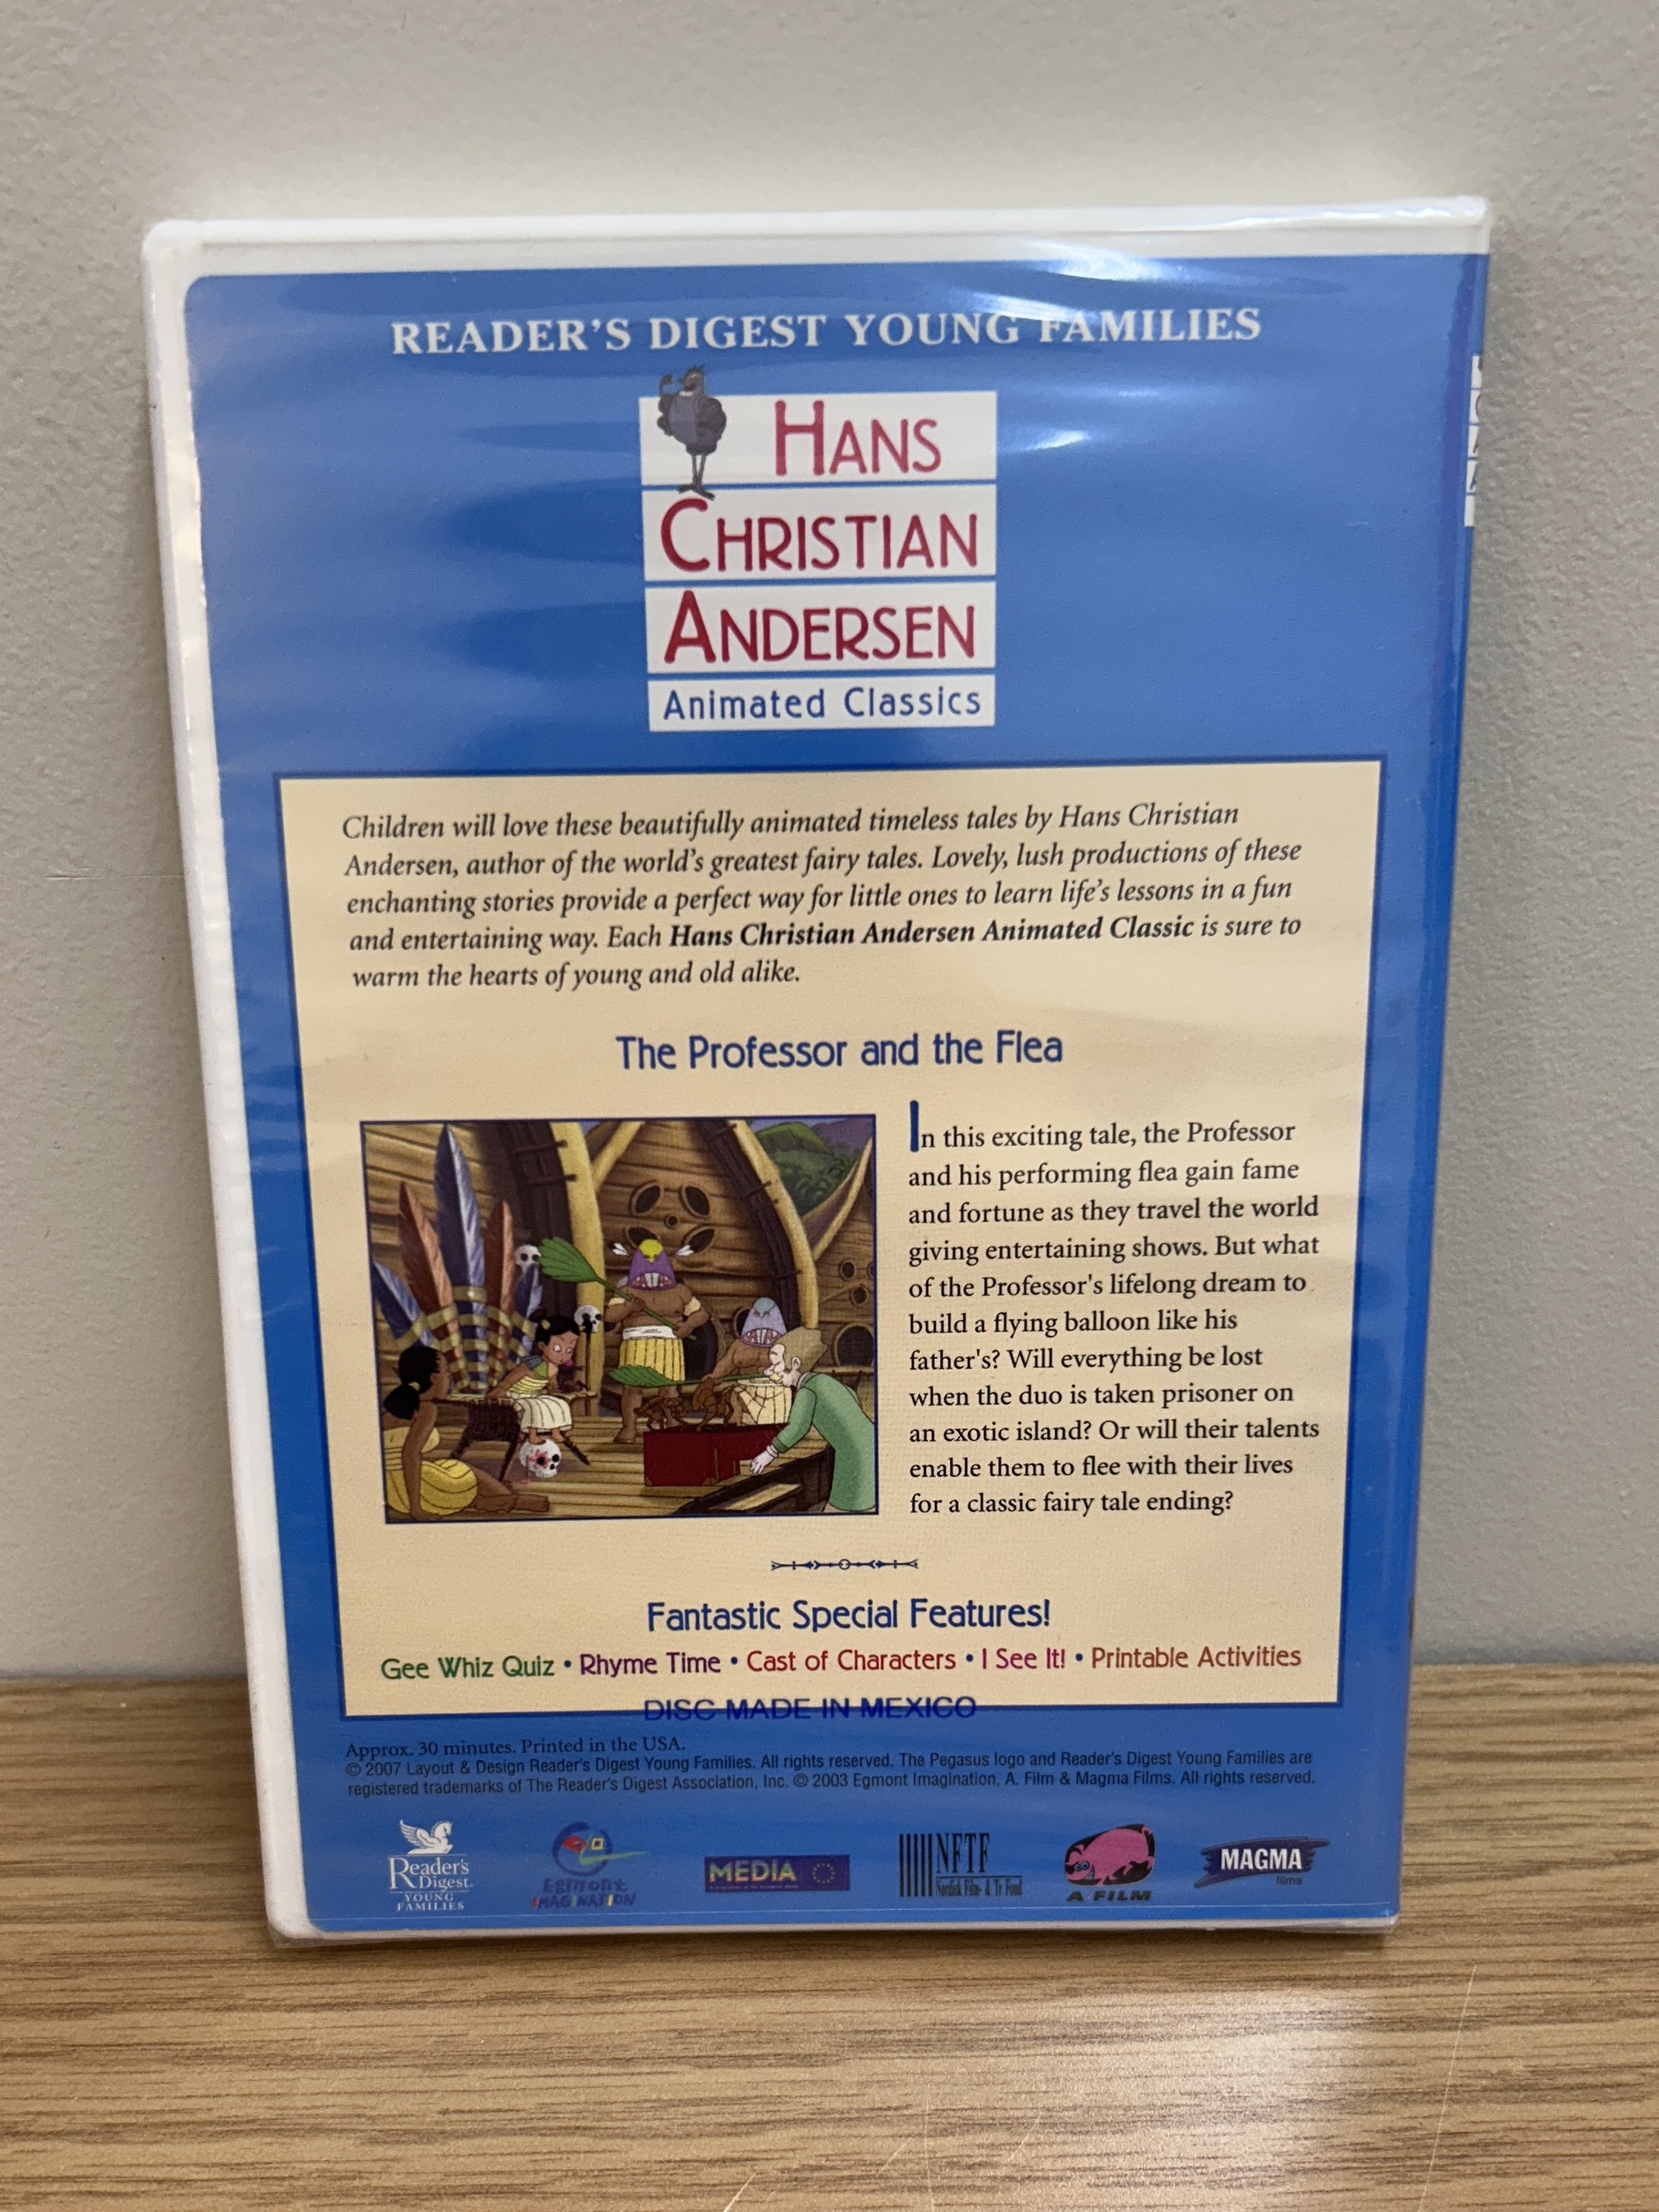 READER'S DIGEST YOUNG FAMILIES
HANS
CHRISTIAN
ANDERSEN
Animated Classics
Children will love these beautifully animated timeless tales by Hans Christian
Andersen, author of the world's greatest fairy tales. Lovely, lush productions of these
enchanting stories provide a perfect way for little ones to learn life's lessons in a fun
and entertaining way. Each Hans Christian Andersen Animated Classic is sure to
warm the hearts of young and old alike.
The Professor and the Flea
In this exciting tale, the Professor
and his performing flea gain fame
and fortune as they travel the world
giving entertaining shows. But what
of the Professor's lifelong dream to
build a flying balloon like his
father's? Will everything be lost
when the duo is taken prisoner on
an exotic island? Or will their talents
enable them to flee with their lives
for a classic fairy tale ending?
Fantastic Special Features!
Gee Whiz Quiz • Rhyme Time • Cast of Characters • I See It! • Printable Activities
DISC MADE IN MEXICO
Approx. 30 minutes. Printed in the USA.
© 2007 Layout & Design Reader's Digest Young Families. All rights reserved. The Pegasus logo and Reader's Digest Young Families are
registered trademarks of The Reader's Digest Association, Inc. © 2003 Egmont Imagination, A. Film & Magma Films. All rights reserved.
Reader's
Digest
YOUNG
FAMILIES
Egmont
IMAGINATION
MEDIA
NFTF
Nordisk Film- & Tv Fond
A FILM
MAGMA
films